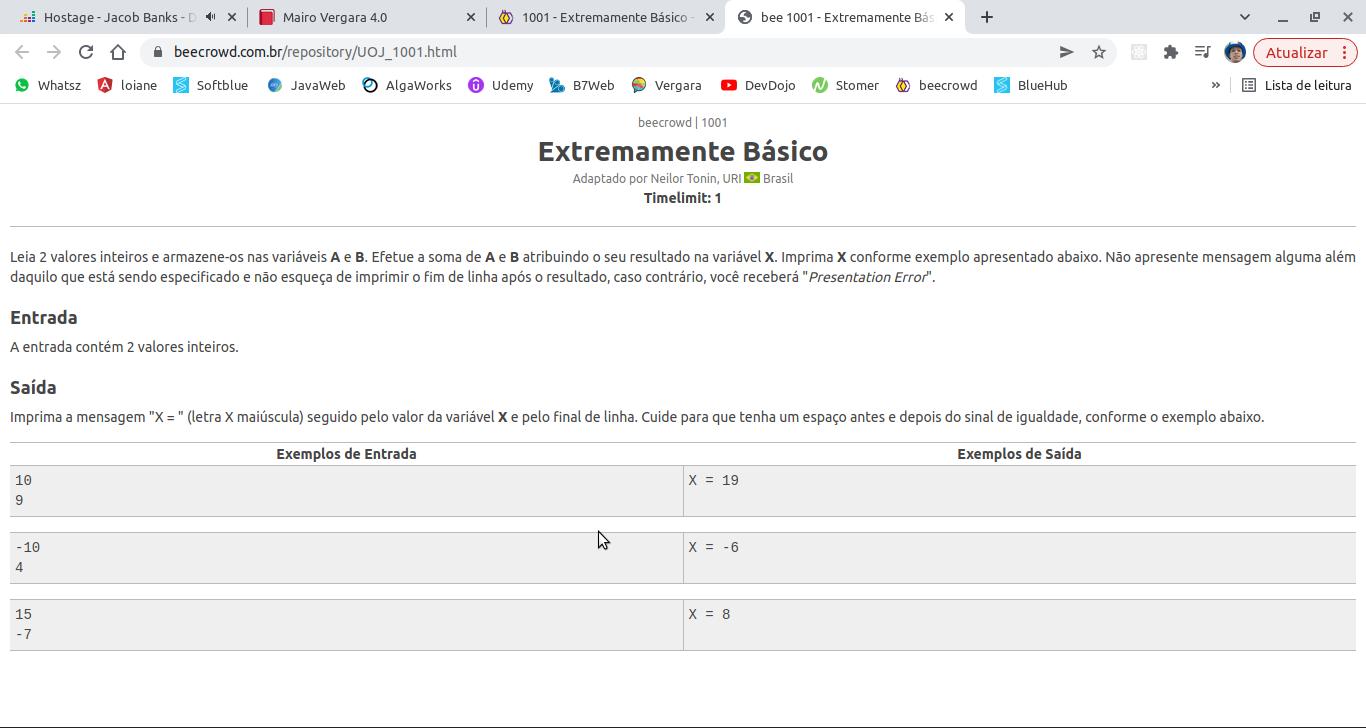 Hostage - Jacob Banks - D
Mairo Vergara 4.0
1001 - Extremamente Básico -
bee 1001 - Extremamente Bás
beecrowd.com.br/repository/UOJ_1001.html
Atualizar
Whatsz loiane Softblue JavaWeb AlgaWorks Udemy B7Web Vergara DevDojo Stomer beecrowd BlueHub » Lista de leitura
beecrowd | 1001
Extremamente Básico
Adaptado por Neilor Tonin, URI Brasil
Timelimit: 1
Leia 2 valores inteiros e armazene-os nas variáveis A e B. Efetue a soma de A e B atribuindo o seu resultado na variável X. Imprima X conforme exemplo apresentado abaixo. Não apresente mensagem alguma além
daquilo que está sendo especificado e não esqueça de imprimir o fim de linha após o resultado, caso contrário, você receberá "Presentation Error".
Entrada
A entrada contém 2 valores inteiros.
Saída
Imprima a mensagem "X = " (letra X maiúscula) seguido pelo valor da variável X e pelo final de linha. Cuide para que tenha um espaço antes e depois do sinal de igualdade, conforme o exemplo abaixo.
Exemplos de Entrada Exemplos de Saída
10 X = 19
9
-10 X = -6
4
15 X = 8
-7